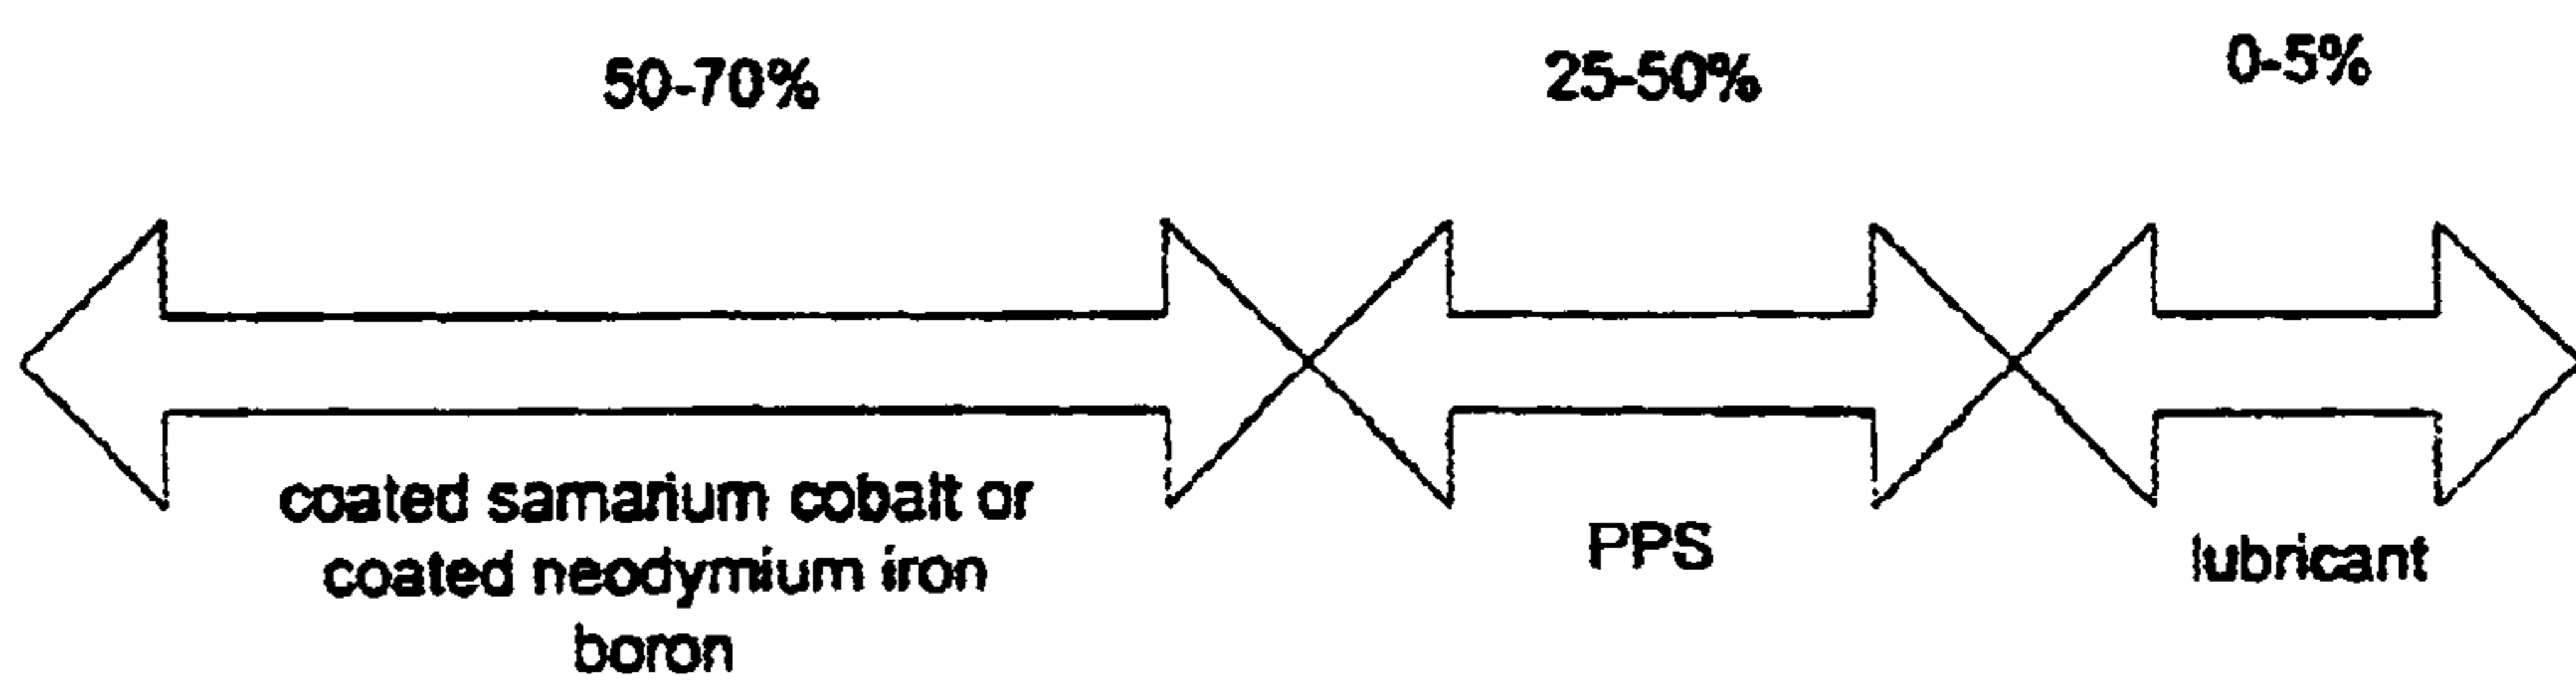 50-70%
25-50%
0-5%
coated samarium cobalt or
coated neodymium iron
boron
PPS
lubricant